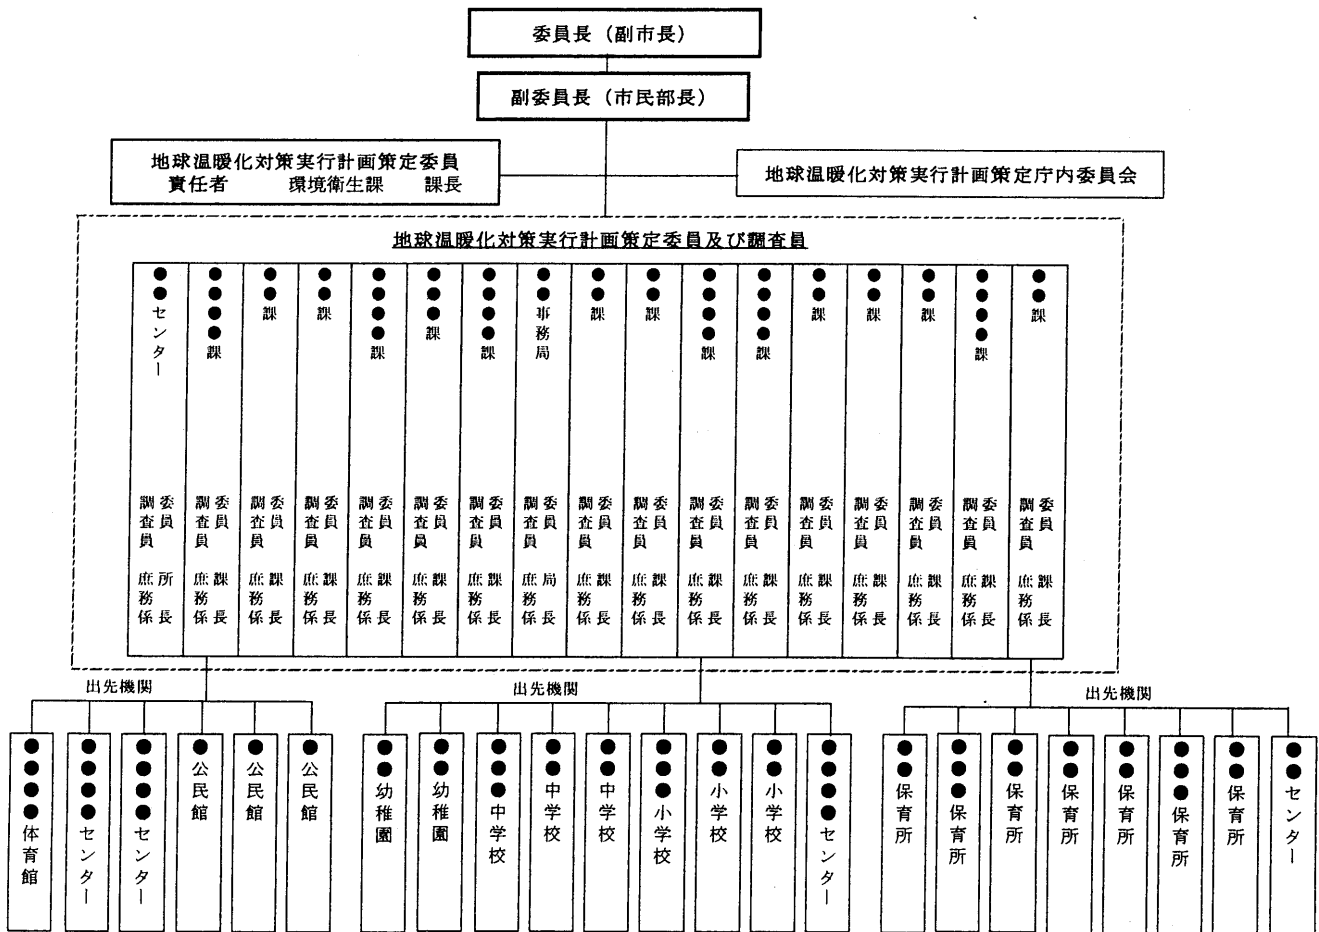 委員長（副市長）
副委員長（市民部長）
地球温暖化対策実行計画策定委員
責任者 環境衛生課 課長
地球温暖化対策実行計画策定庁内委員会
地球温暖化対策実行計画策定委員及び調査員
●●センター
委員 所長
調査員 庶務係
●●●●課
委員 課長
調査員 庶務係
●●課
委員 課長
調査員 庶務係
●●課
委員 課長
調査員 庶務係
●●●●課
委員 課長
調査員 庶務係
●●●課
委員 課長
調査員 庶務係
●●●●課
委員 課長
調査員 庶務係
●●事務局
委員 局長
調査員 庶務係
●●課
委員 課長
調査員 庶務係
●●課
委員 課長
調査員 庶務係
●●●●課
委員 課長
調査員 庶務係
●●●●課
委員 課長
調査員 庶務係
●●課
委員 課長
調査員 庶務係
●●課
委員 課長
調査員 庶務係
●●課
委員 課長
調査員 庶務係
●●●●課
委員 課長
調査員 庶務係
●●課
委員 課長
調査員 庶務係
出先機関
●●●●体育館
●●●●センター
●●●●センター
●公民館
●公民館
●公民館
出先機関
●●幼稚園
●●幼稚園
●●●中学校
●●中学校
●●中学校
●●●小学校
●●小学校
●●小学校
●●●●センター
出先機関
●●保育所
●●●保育所
●●保育所
●●保育所
●●保育所
●●●保育所
●●保育所
●●センター